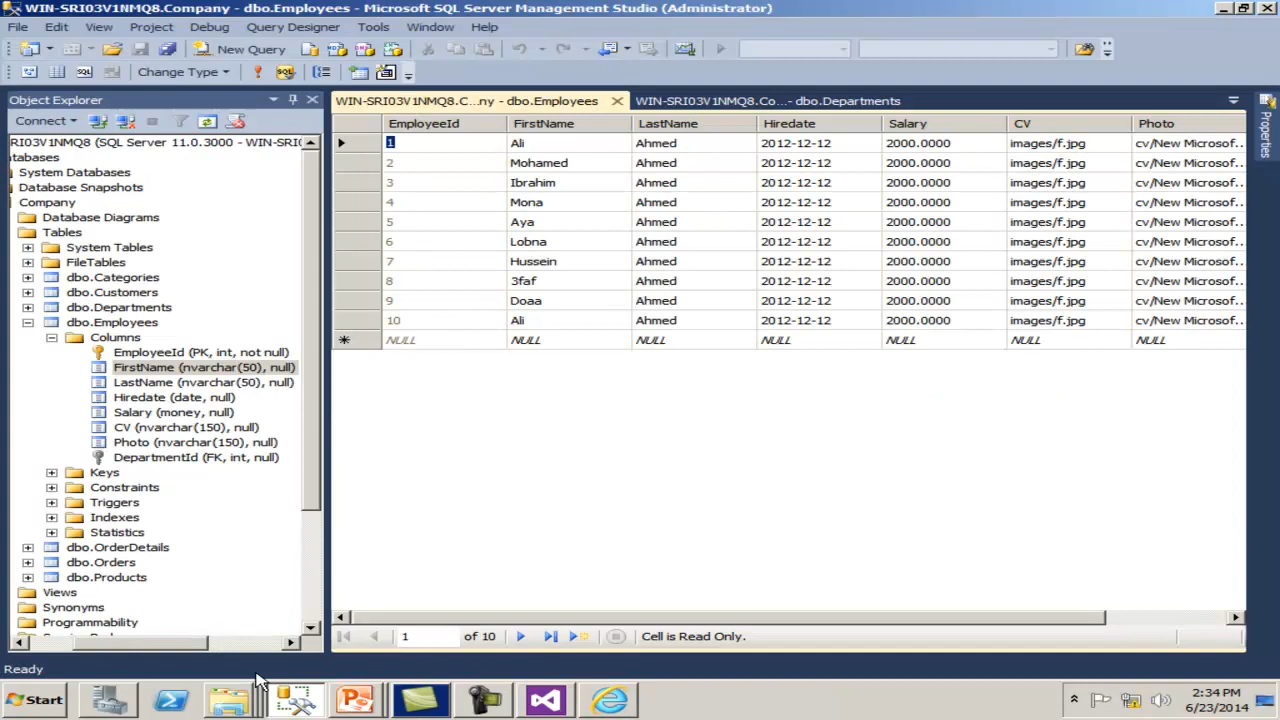 WIN-SRI03V1NMQ8.Company - dbo.Employees - Microsoft SQL Server Management Studio (Administrator)
File Edit View Project Debug Query Designer Tools Window Help
New Query
Change Type
Object Explorer
WIN-SRI03V1NMQ8.C...ny - dbo.Employees
WIN-SRI03V1NMQ8.Co...- dbo.Departments
Connect
RI03V1NMQ8 (SQL Server 11.0.3000 - WIN-SRI
atabases
System Databases
Database Snapshots
Company
Database Diagrams
Tables
System Tables
FileTables
dbo.Categories
dbo.Customers
dbo.Departments
dbo.Employees
Columns
EmployeeId (PK, int, not null)
FirstName (nvarchar(50), null)
LastName (nvarchar(50), null)
Hiredate (date, null)
Salary (money, null)
CV (nvarchar(150), null)
Photo (nvarchar(150), null)
DepartmentId (FK, int, null)
Keys
Constraints
Triggers
Indexes
Statistics
dbo.OrderDetails
dbo.Orders
dbo.Products
Views
Synonyms
Programmability
EmployeeId FirstName LastName Hiredate Salary CV Photo
1 Ali Ahmed 2012-12-12 2000.0000 images/f.jpg cv/New Microsof...
2 Mohamed Ahmed 2012-12-12 2000.0000 images/f.jpg cv/New Microsof...
3 Ibrahim Ahmed 2012-12-12 2000.0000 images/f.jpg cv/New Microsof...
4 Mona Ahmed 2012-12-12 2000.0000 images/f.jpg cv/New Microsof...
5 Aya Ahmed 2012-12-12 2000.0000 images/f.jpg cv/New Microsof...
6 Lobna Ahmed 2012-12-12 2000.0000 images/f.jpg cv/New Microsof...
7 Hussein Ahmed 2012-12-12 2000.0000 images/f.jpg cv/New Microsof...
8 3faf Ahmed 2012-12-12 2000.0000 images/f.jpg cv/New Microsof...
9 Doaa Ahmed 2012-12-12 2000.0000 images/f.jpg cv/New Microsof...
10 Ali Ahmed 2012-12-12 2000.0000 images/f.jpg cv/New Microsof...
NULL NULL NULL NULL NULL NULL NULL
1 of 10 Cell is Read Only.
Properties
Ready
Start
2:34 PM
6/23/2014